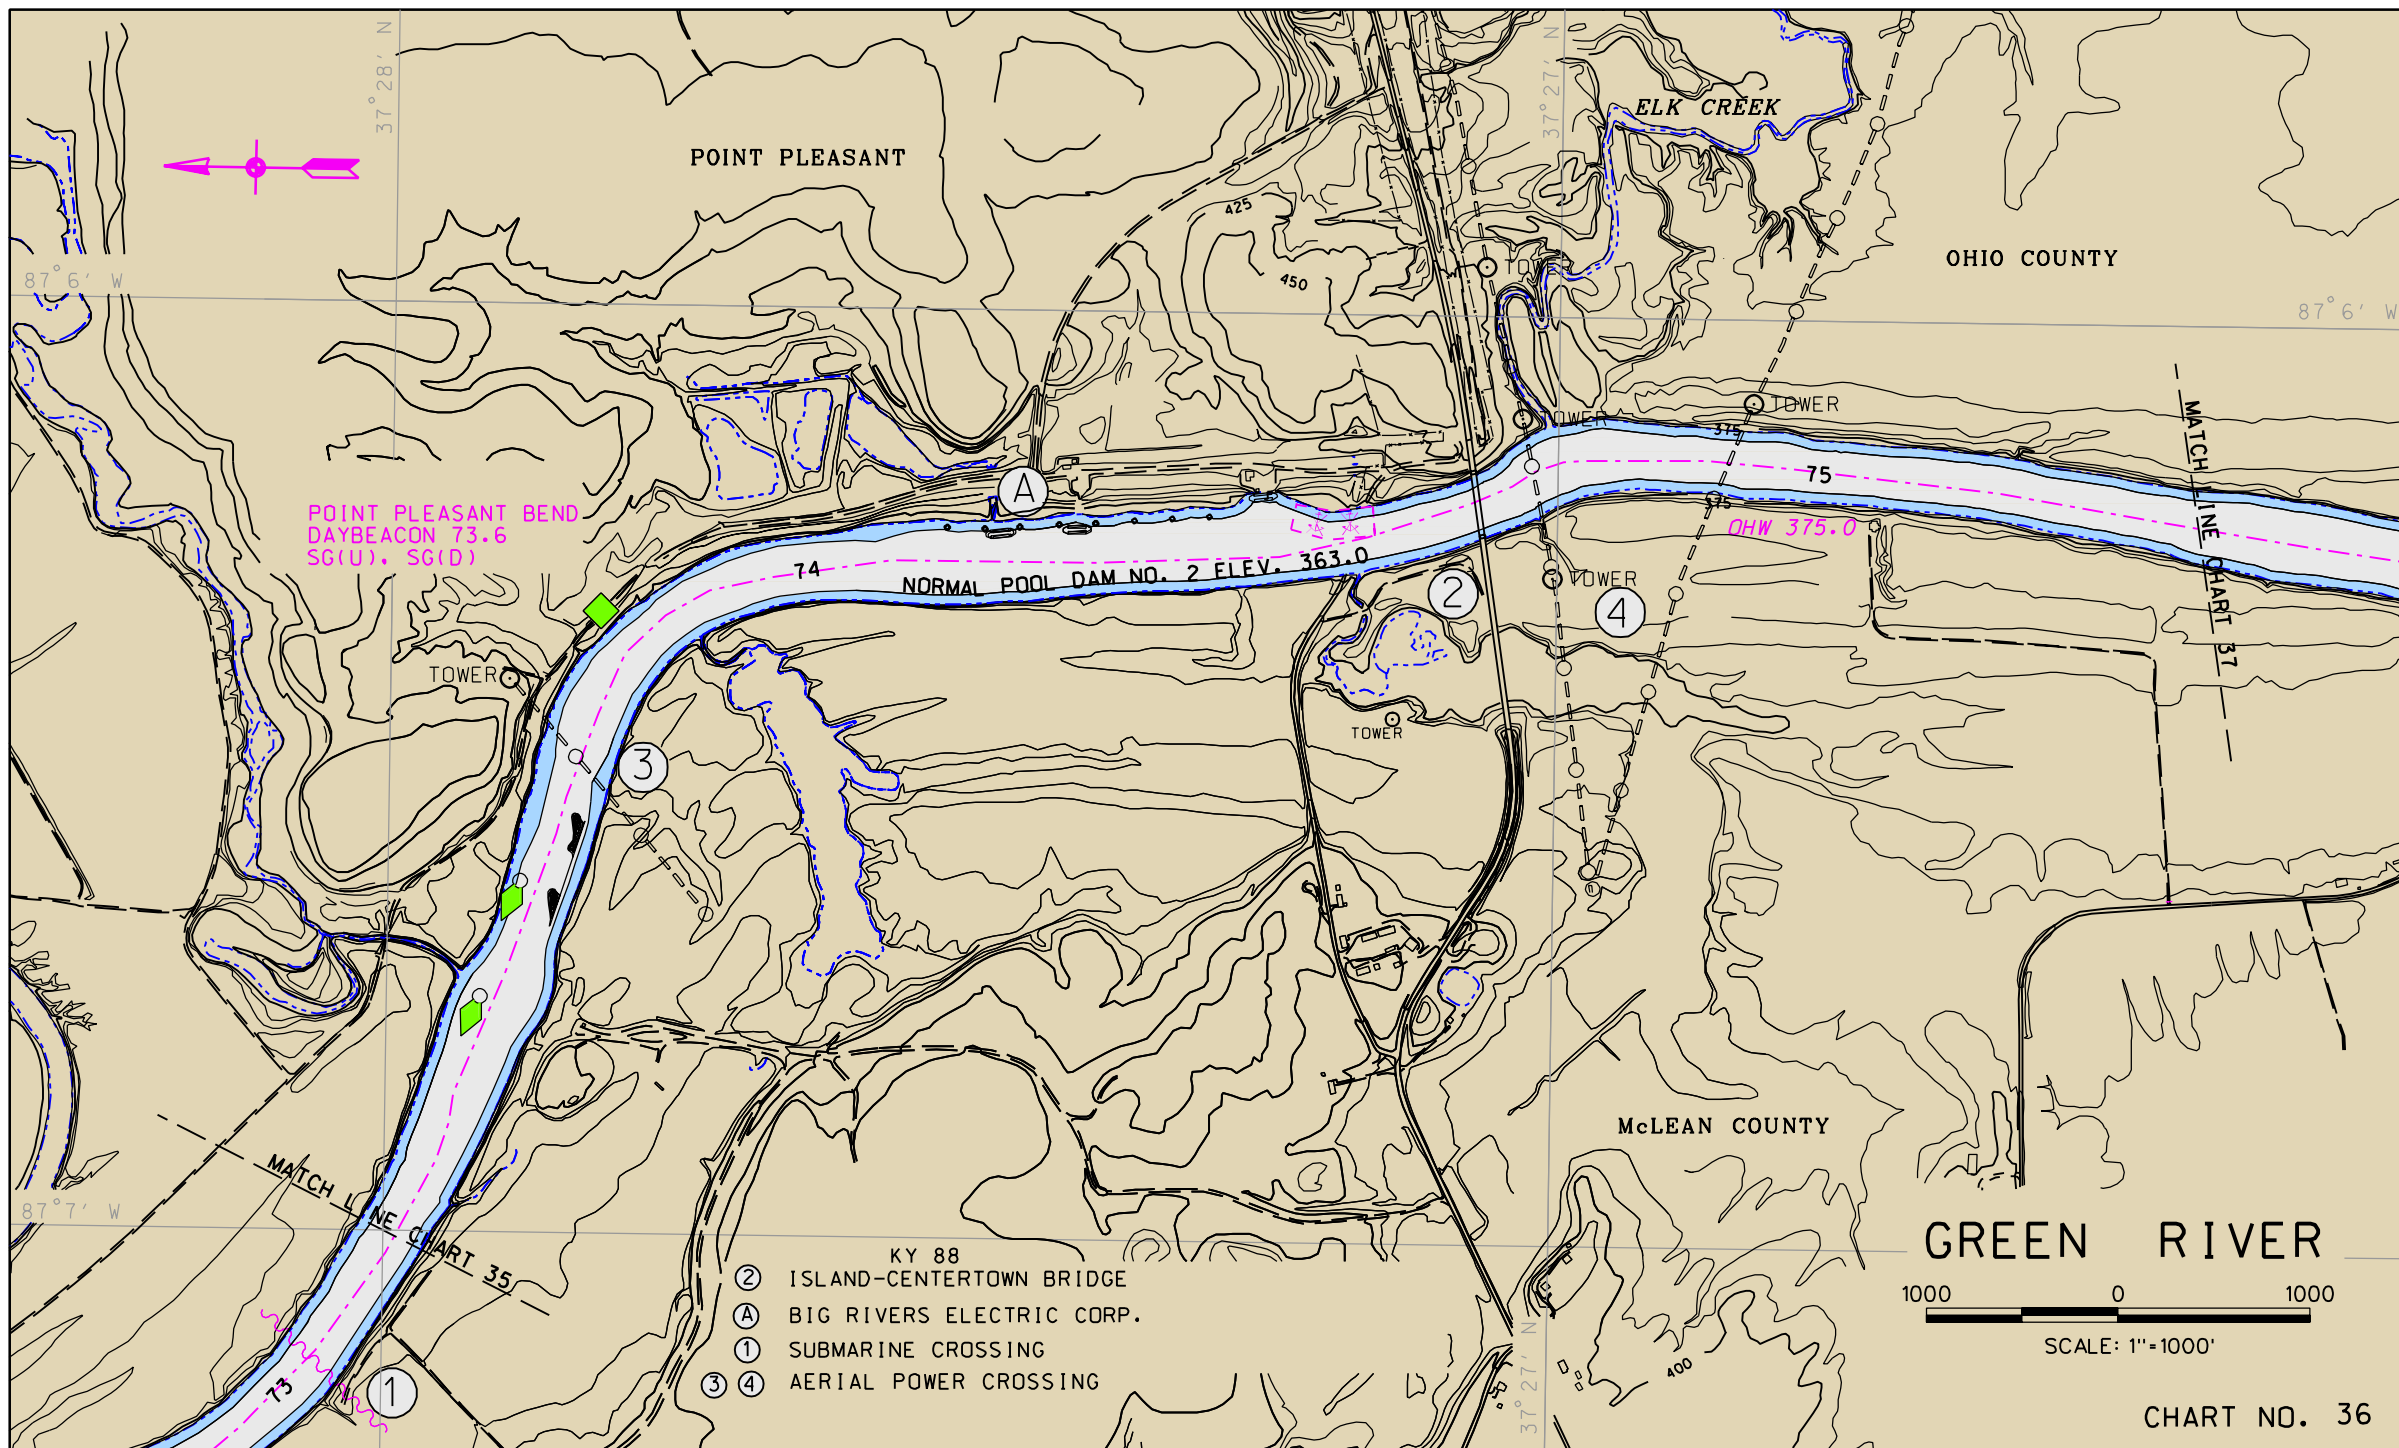 37°28' N
37°27' N
ELK CREEK
POINT PLEASANT
425
OHIO COUNTY
TOWER
87°6' W
450
87°6' W
TOWER
TOWER
375
A
75
MATCH LINE CHART 37
POINT PLEASANT BEND
DAYBEACON 73.6
SG(U). SG(D)
375
OHW 375.0
74
NORMAL POOL DAM NO. 2 ELEV. 363.0
2
TOWER
4
TOWER
TOWER
3
McLEAN COUNTY
MATCH LINE CHART 35
87°7' W
GREEN RIVER
KY 88
2 ISLAND-CENTERTOWN BRIDGE
A BIG RIVERS ELECTRIC CORP.
1 SUBMARINE CROSSING
3 4 AERIAL POWER CROSSING
1000 0 1000
SCALE: 1"=1000'
37°27' N
400
73
1
CHART NO. 36